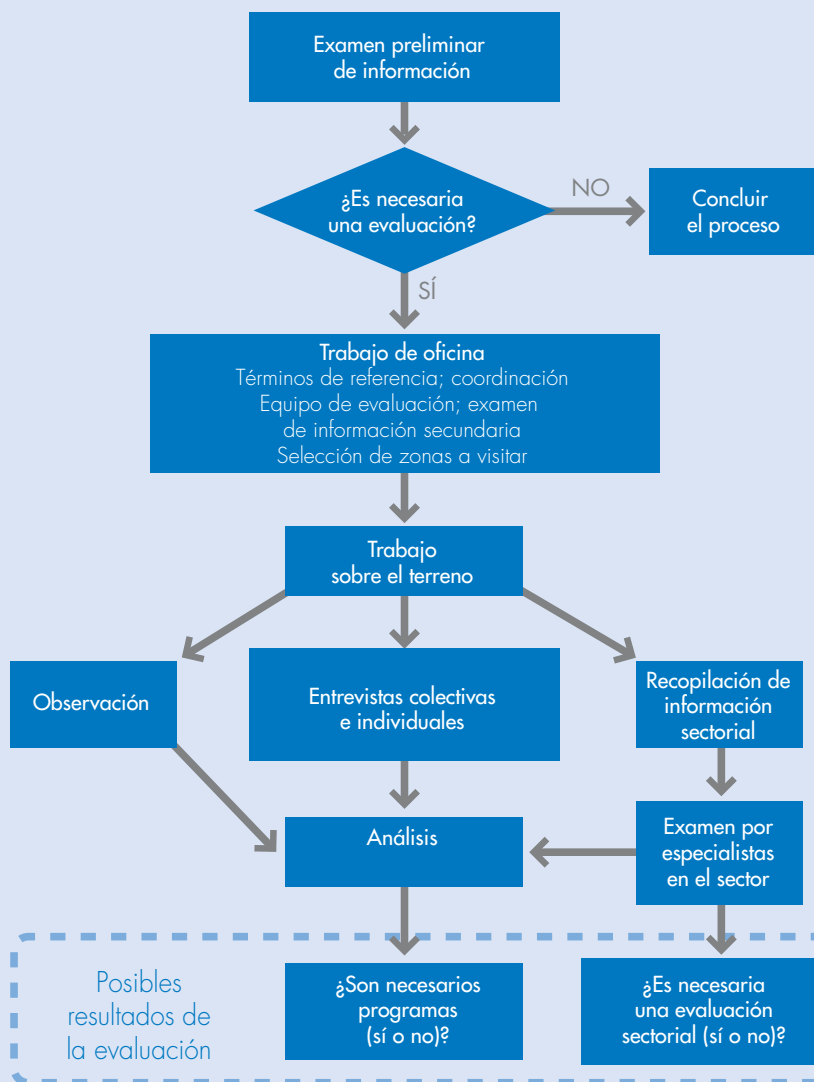 Examen preliminar
de información
¿Es necesaria
una evaluación?
NO
Concluir
el proceso
SÍ
Trabajo de oficina
Términos de referencia; coordinación
Equipo de evaluación; examen
de información secundaria
Selección de zonas a visitar
Trabajo
sobre el terreno
Observación
Entrevistas colectivas
e individuales
Recopilación de
información
sectorial
Análisis
Examen por
especialistas
en el sector
Posibles
resultados de
la evaluación
¿Son necesarios
programas
(sí o no)?
¿Es necesaria
una evaluación
sectorial (sí o no)?